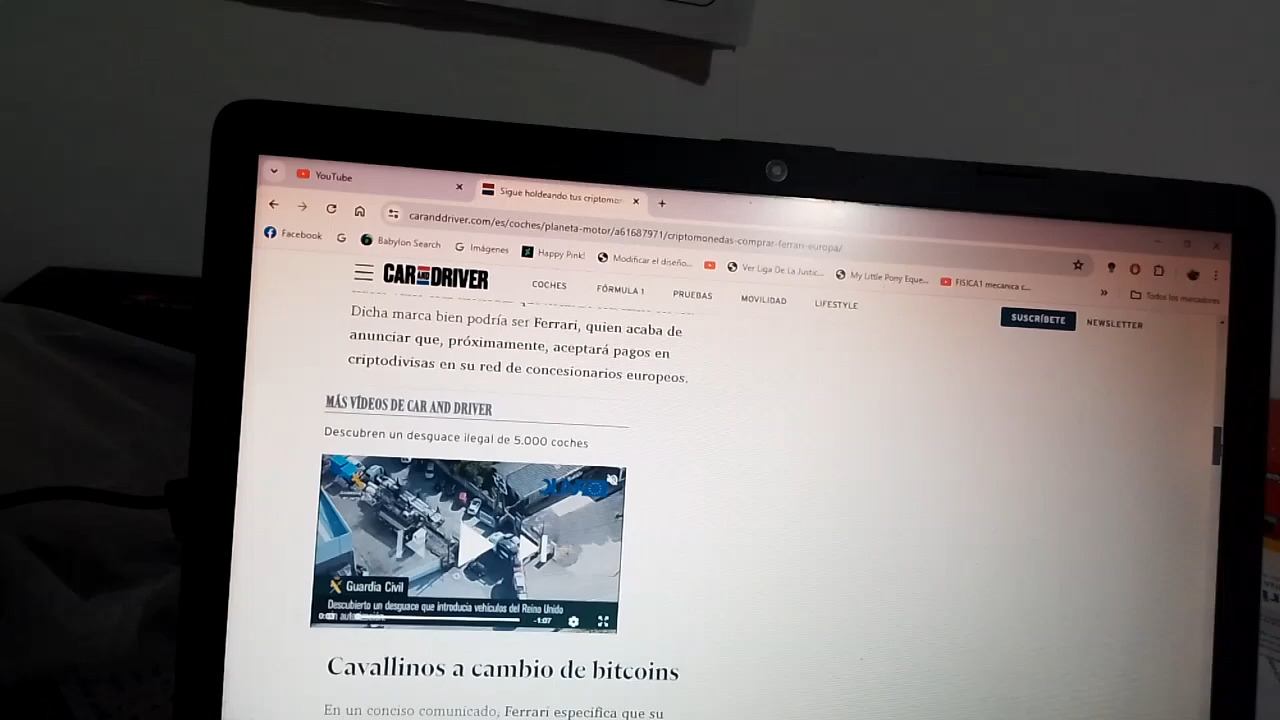 YouTube
Sigue holdeando tus criptomo
caranddriver.com/es/coches/planeta-motor/a61687971/criptomonedas-comprar-ferrari-europa/
Facebook
Babylon Search
Imágenes
Happy Pink!
Modificar el diseño...
Ver Liga De La Justic...
My Little Pony Eque...
FISICA1 mecanica c...
»
Todos los marcadores
CAR AND DRIVER
COCHES
FÓRMULA 1
PRUEBAS
MOVILIDAD
LIFESTYLE
SUSCRÍBETE
NEWSLETTER
Dicha marca bien podría ser Ferrari, quien acaba de
anunciar que, próximamente, aceptará pagos en
criptodivisas en su red de concesionarios europeos.
MÁS VÍDEOS DE CAR AND DRIVER
Descubren un desguace ilegal de 5.000 coches
Guardia Civil
Descubierto un desguace que introducía vehículos del Reino Unido
-1:07
Cavallinos a cambio de bitcoins
En un conciso comunicado, Ferrari especifica que su